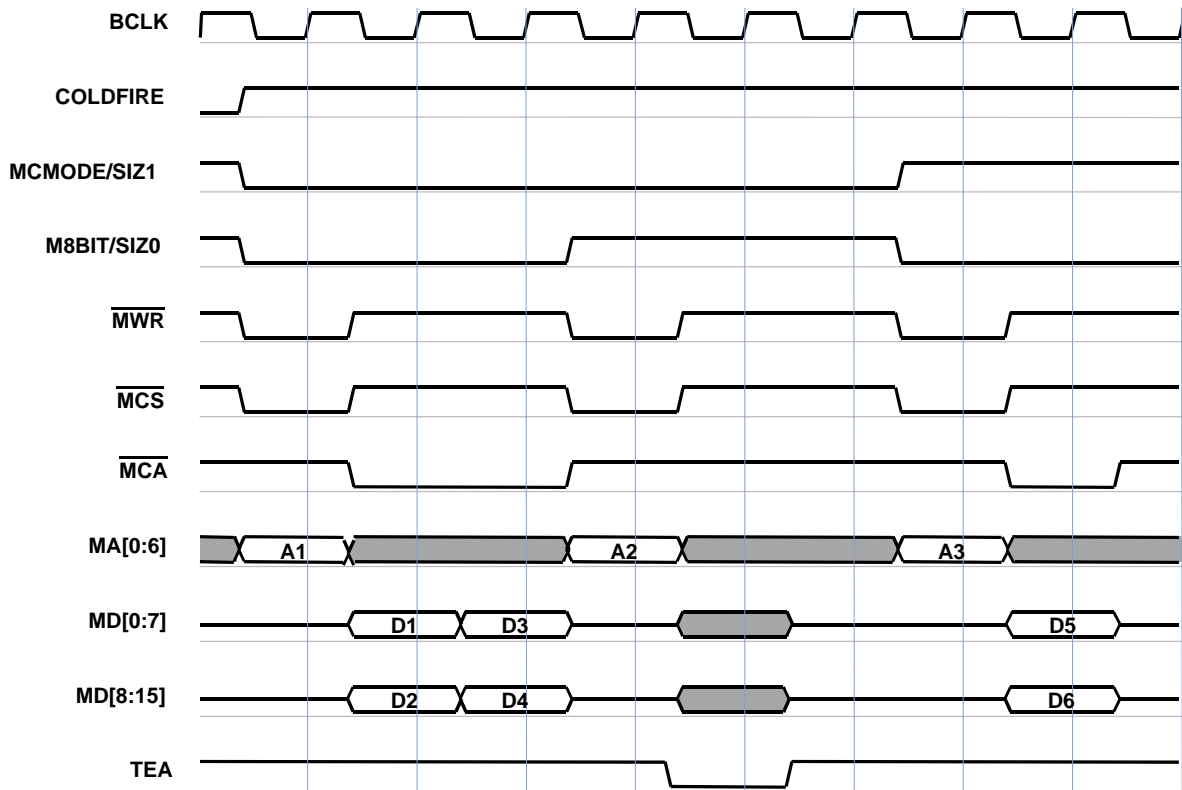 BCLK
COLDFIRE
MCMODE/SIZ1
M8BIT/SIZ0
MWR
MCS
MCA
MA[0:6] A1 A2 A3
MD[0:7] D1 D3 D5
MD[8:15] D2 D4 D6
TEA